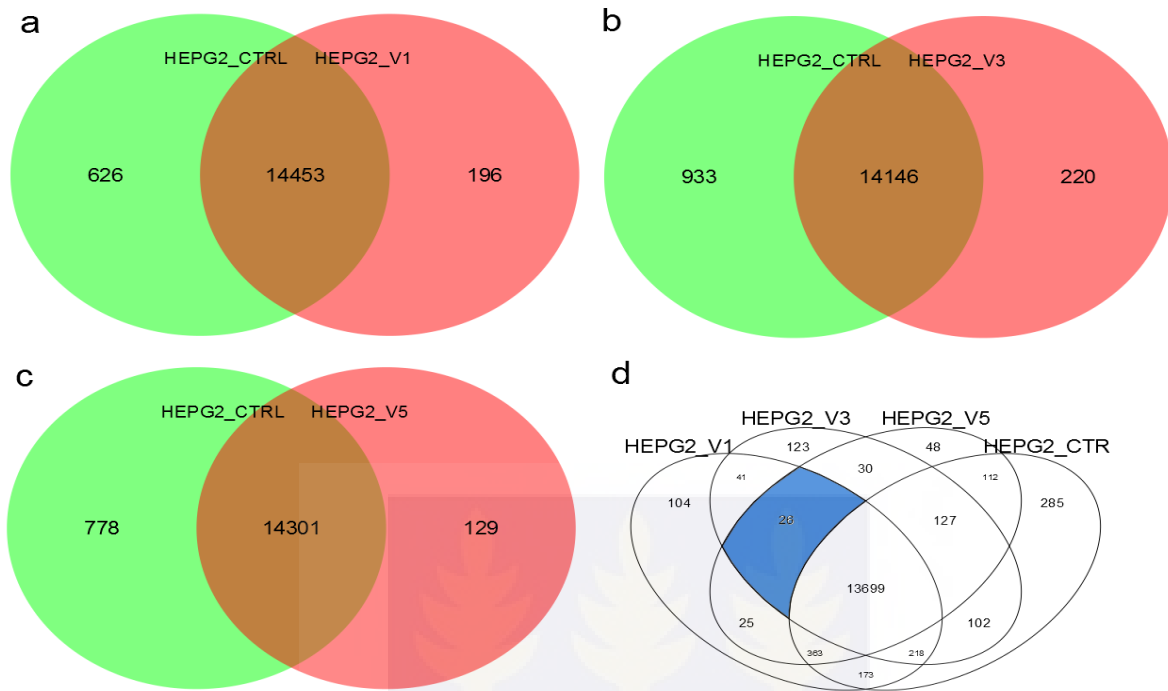 a
HEPG2_CTRL HEPG2_V1
626 14453 196
b
HEPG2_CTRL HEPG2_V3
933 14146 220
c
HEPG2_CTRL HEPG2_V5
778 14301 129
d
HEPG2_V3 HEPG2_V5
HEPG2_V1 HEPG2_CTR
123 48
41 30 112
104 285
26 127
13699
25 102
363 218
173